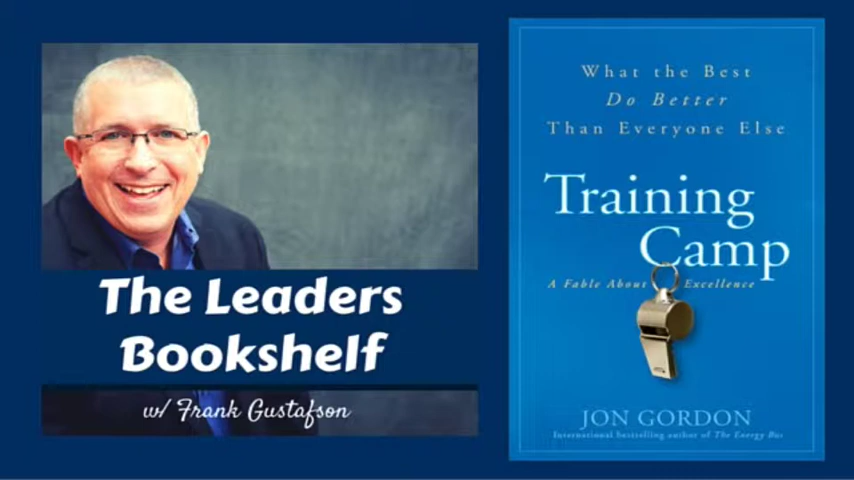 The Leaders
Bookshelf
w/ Frank Gustafson
What the Best
Do Better
Than Everyone Else
Training
Camp
A Fable About Excellence
JON GORDON
International bestselling author of The Energy Bus